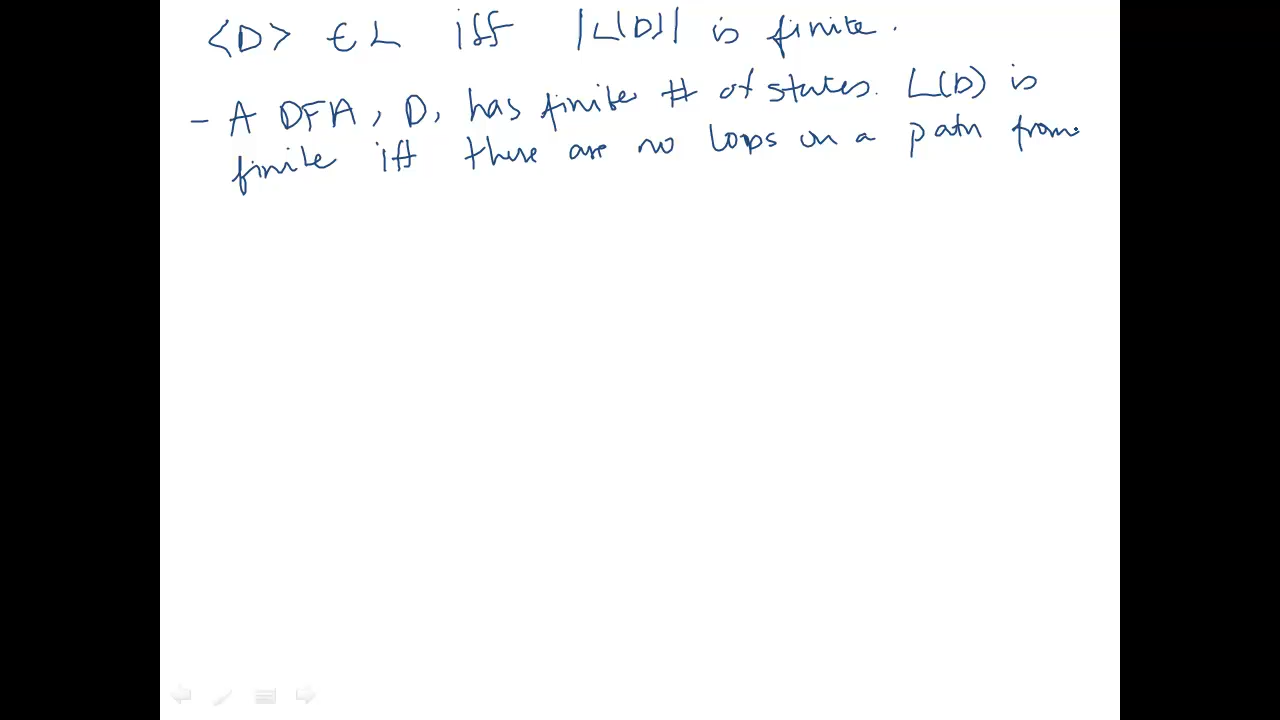 <D> ∈ L iff |L(D)| is finite.
- A DFA, D, has finite # of states. L(D) is
finite iff there are no loops on a path from